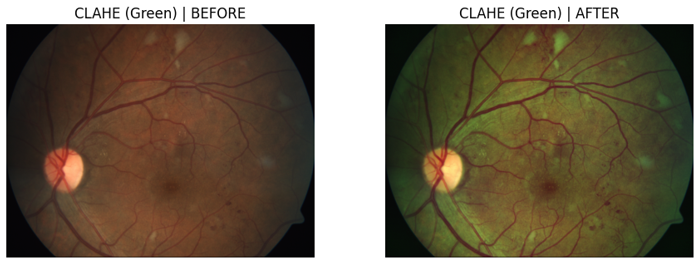 CLAHE (Green) | BEFORE
CLAHE (Green) | AFTER